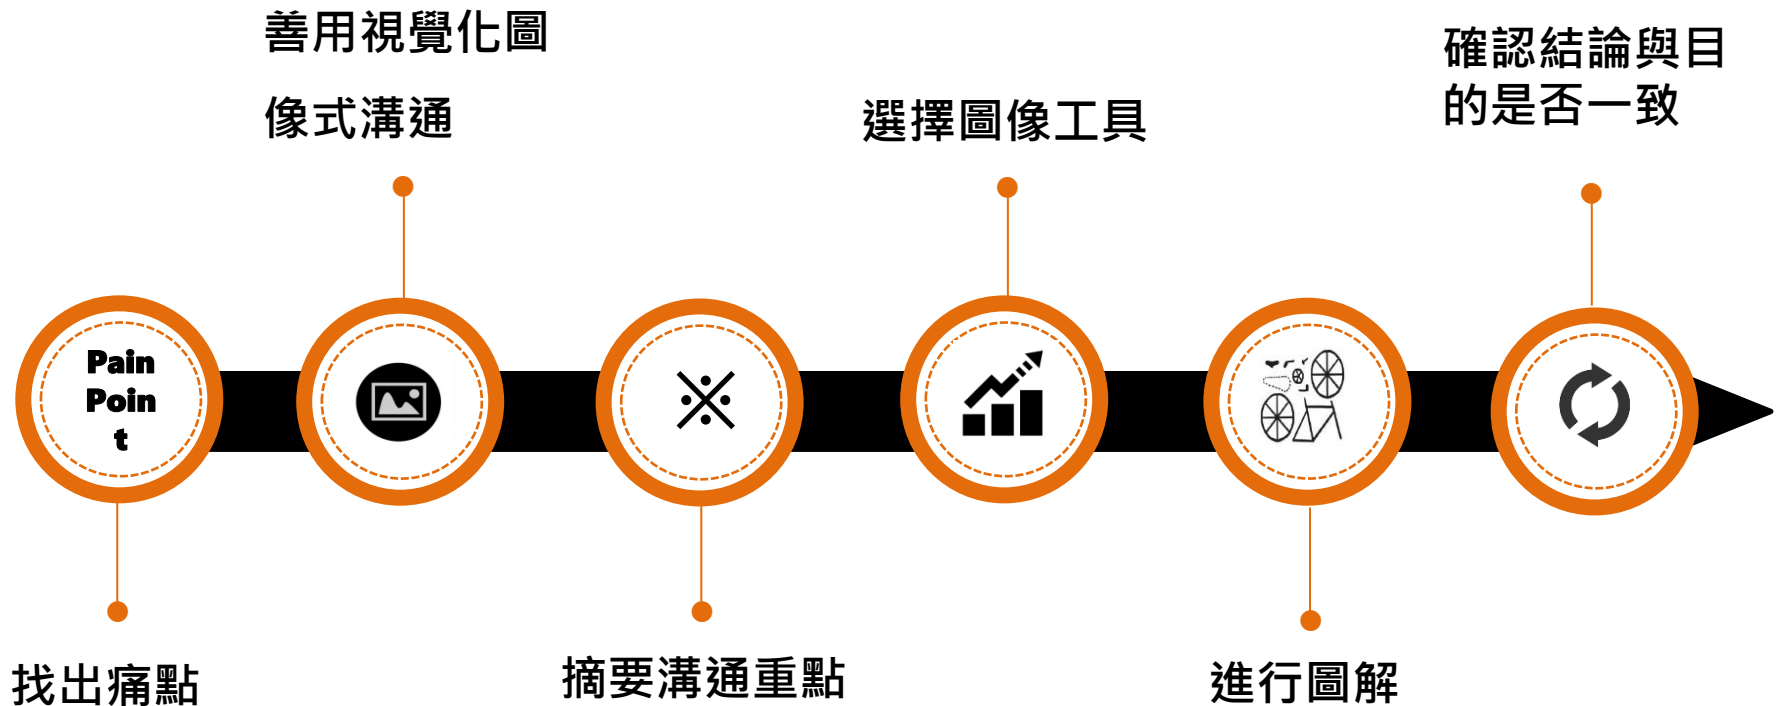 善用視覺化圖
像式溝通
選擇圖像工具
確認結論與目
的是否一致
Pain
Poin
t
※
找出痛點
摘要溝通重點
進行圖解